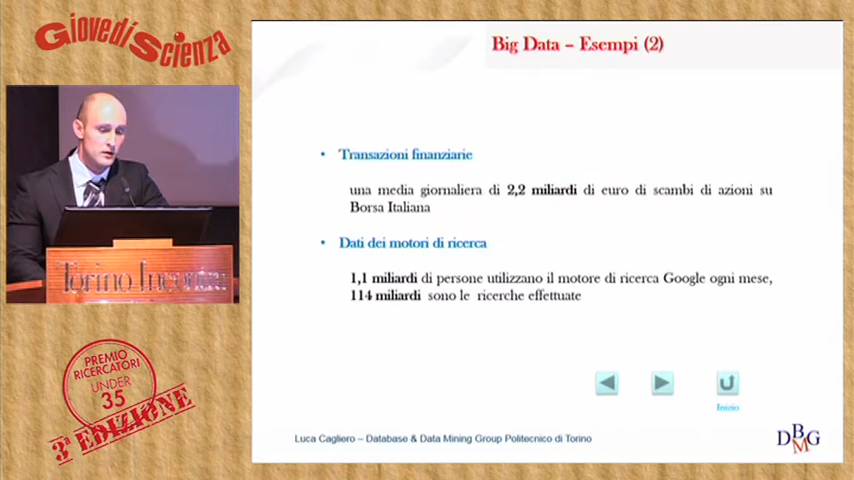 GiovedìScienza
Big Data – Esempi (2)
• Transazioni finanziarie
una media giornaliera di 2,2 miliardi di euro di scambi di azioni su
Borsa Italiana
• Dati dei motori di ricerca
1,1 miliardi di persone utilizzano il motore di ricerca Google ogni mese,
114 miliardi sono le ricerche effettuate
Torino Incontra
PREMIO
RICERCATORI
UNDER
35
3ª EDIZIONE
Inizio
Luca Cagliero – Database & Data Mining Group Politecnico di Torino
DBMG